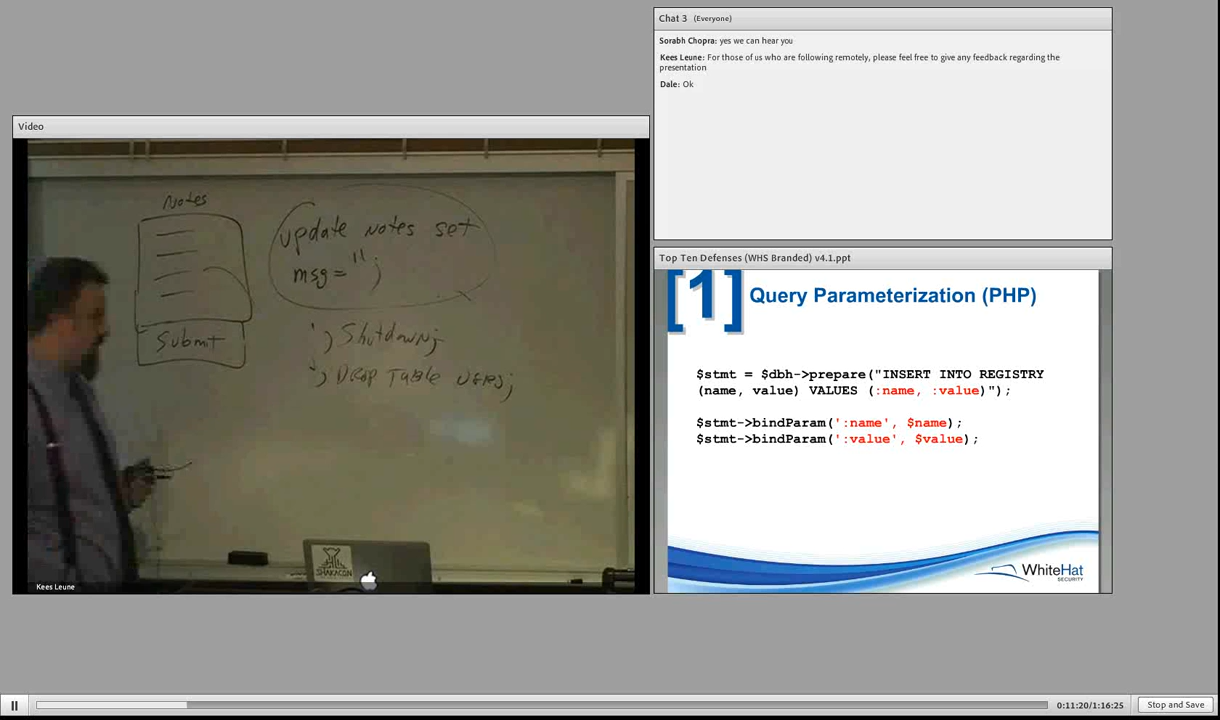 Chat 3 (Everyone)
Sorabh Chopra: yes we can hear you
Kees Leune: For those of us who are following remotely, please feel free to give any feedback regarding the
presentation
Dale: Ok
Video
Notes
Submit
update notes set
msg = '';
'; Shutdown;
'; Drop Table users;
SHAKACON
Kees Leune
Top Ten Defenses (WHS Branded) v4.1.ppt
[1] Query Parameterization (PHP)
$stmt = $dbh->prepare("INSERT INTO REGISTRY
(name, value) VALUES (:name, :value)");
$stmt->bindParam(':name', $name);
$stmt->bindParam(':value', $value);
WhiteHat
SECURITY
0:11:20/1:16:25
Stop and Save